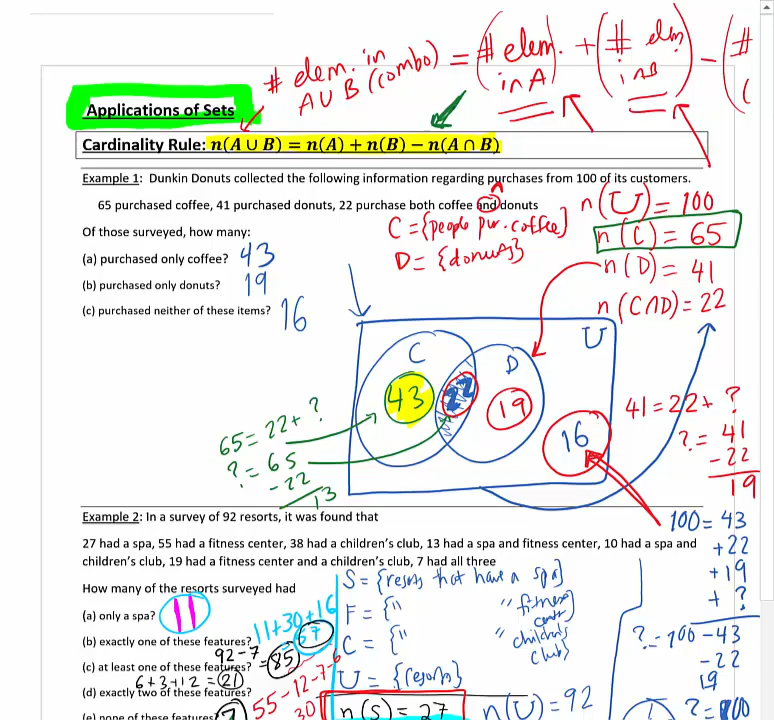 # elem. in A∪B (combo) = (# elem. in A) + (# elm in B) - (#
Applications of Sets
Cardinality Rule: n(A ∪ B) = n(A) + n(B) − n(A ∩ B)
Example 1: Dunkin Donuts collected the following information regarding purchases from 100 of its customers.
65 purchased coffee, 41 purchased donuts, 22 purchase both coffee and donuts
n(U) = 100
C = {people pur. coffee}
n(C) = 65
D = {donuts}
n(D) = 41
n(C∩D) = 22
Of those surveyed, how many:
(a) purchased only coffee? 43
(b) purchased only donuts? 19
(c) purchased neither of these items? 16
U
C
D
43
22
19
16
65 = 22 + ?
? = 65
-22
13
41 = 22 + ?
? = 41
-22
19
100 = 43
+22
+19
+ ?
? = 100 - 43
-22
19
? = 100
Example 2: In a survey of 92 resorts, it was found that
27 had a spa, 55 had a fitness center, 38 had a children's club, 13 had a spa and fitness center, 10 had a spa and
children's club, 19 had a fitness center and a children's club, 7 had all three
How many of the resorts surveyed had
(a) only a spa? 11
(b) exactly one of these features? 11+30+16 = 57
(c) at least one of these features? 92-7 = 85
(d) exactly two of these features? 6+3+12 = 21
(e) none of these features? 7
55-12-7-6
30
S = {resorts that have a spa}
F = {" " fitness center}
C = {" " children's club}
U = {resorts}
n(S) = 27
n(U) = 92